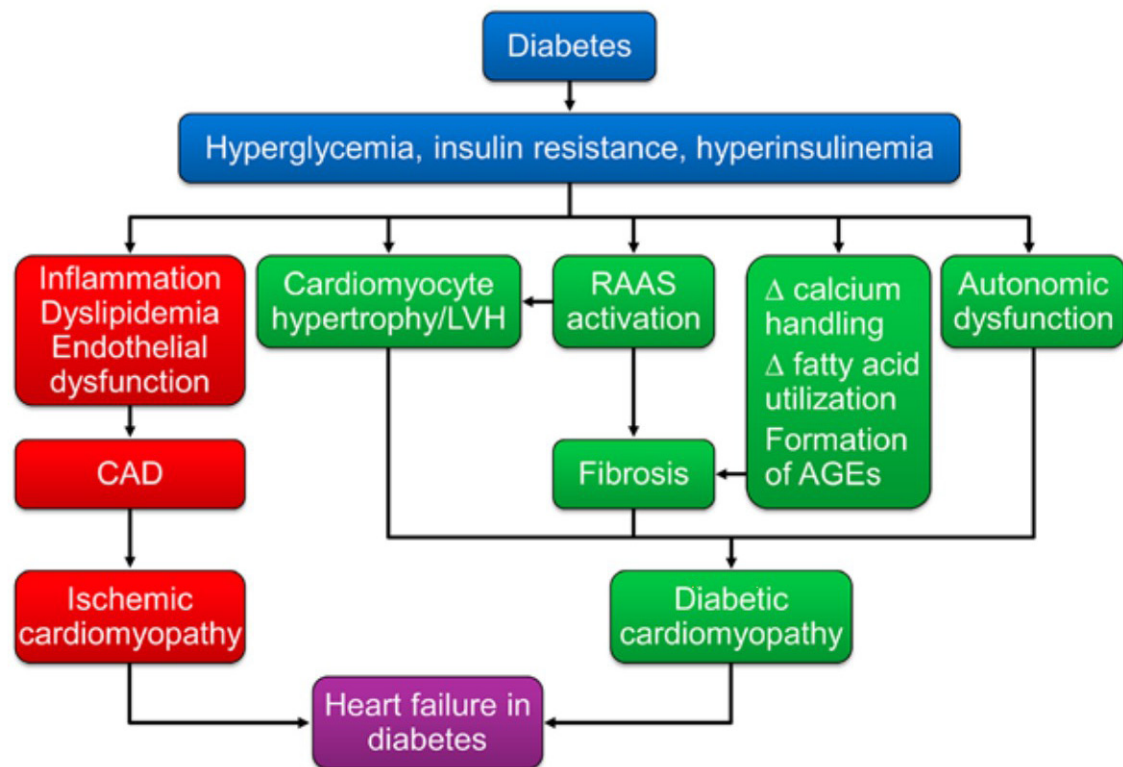 Diabetes
Hyperglycemia, insulin resistance, hyperinsulinemia
Inflammation
Dyslipidemia
Endothelial
dysfunction
Cardiomyocyte
hypertrophy/LVH
RAAS
activation
Δ calcium
handling
Δ fatty acid
utilization
Formation
of AGEs
Autonomic
dysfunction
CAD
Fibrosis
Ischemic
cardiomyopathy
Diabetic
cardiomyopathy
Heart failure in
diabetes